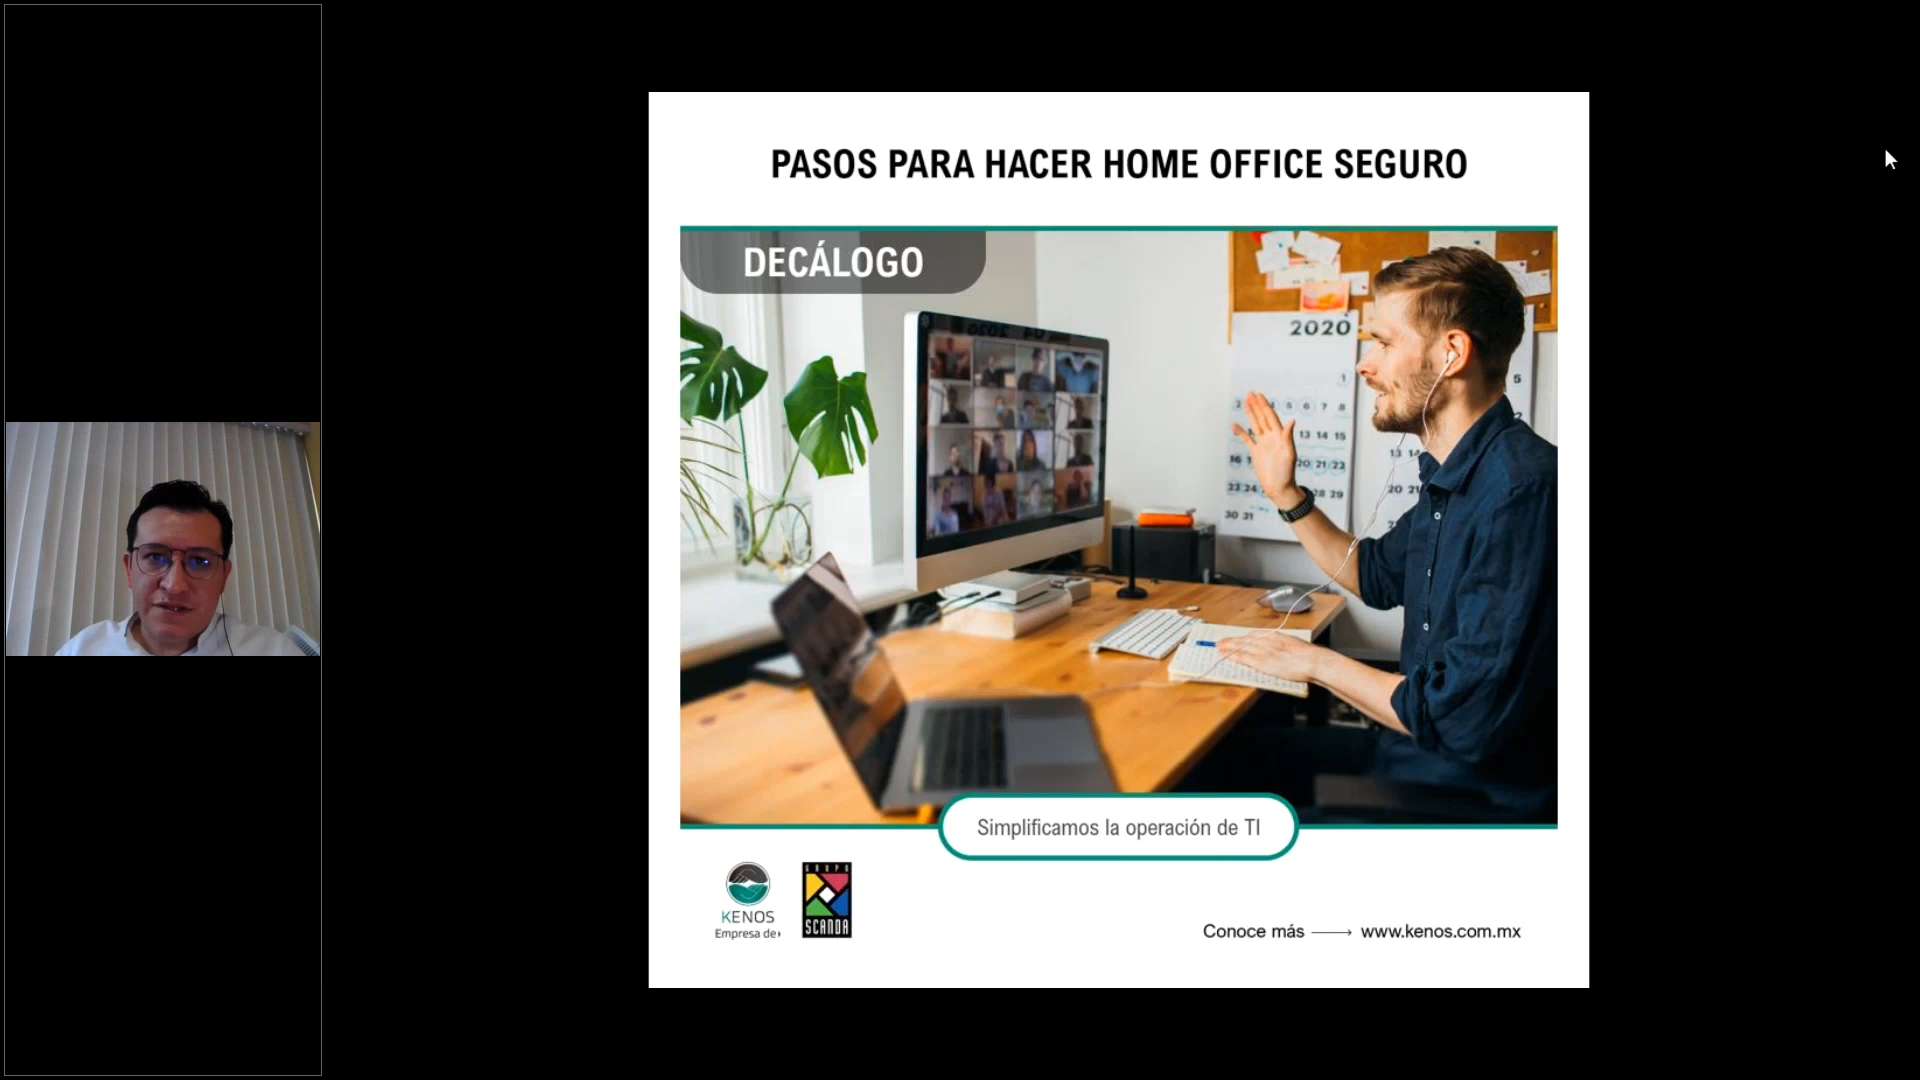 PASOS PARA HACER HOME OFFICE SEGURO
DECÁLOGO
2020
Simplificamos la operación de TI
KENOS
Empresa de
GRUPO
SCANDA
Conoce más
www.kenos.com.mx